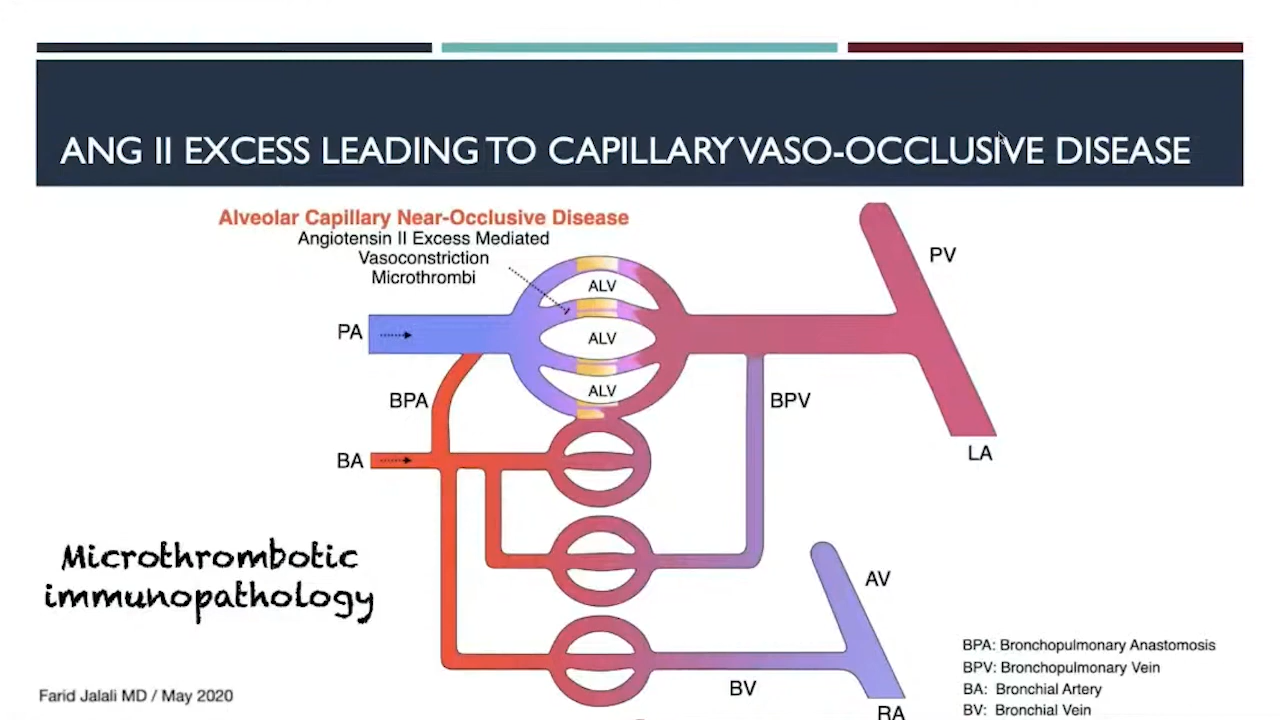 ANG II EXCESS LEADING TO CAPILLARY VASO-OCCLUSIVE DISEASE
Alveolar Capillary Near-Occlusive Disease
Angiotensin II Excess Mediated
Vasoconstriction
Microthrombi
ALV
PV
PA
ALV
ALV
BPA
BPV
LA
BA
Microthrombotic
immunopathology
AV
BV
RA
BPA: Bronchopulmonary Anastomosis
BPV: Bronchopulmonary Vein
BA: Bronchial Artery
BV: Bronchial Vein
Farid Jalali MD / May 2020